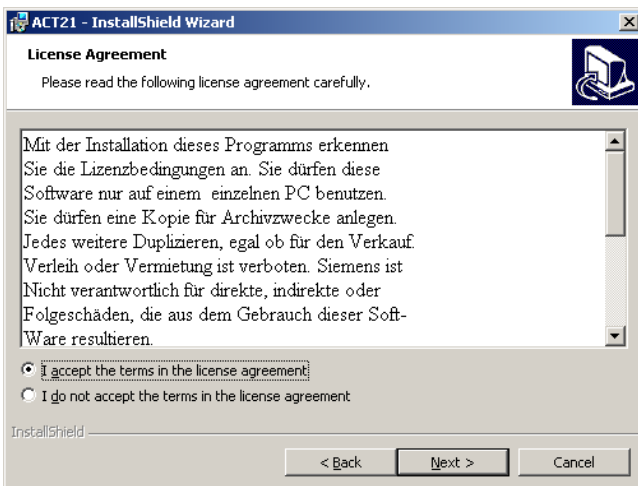 ACT21 - InstallShield Wizard
License Agreement
Please read the following license agreement carefully.
Mit der Installation dieses Programms erkennen
Sie die Lizenzbedingungen an. Sie dürfen diese
Software nur auf einem  einzelnen PC benutzen.
Sie dürfen eine Kopie für Archivzwecke anlegen.
Jedes weitere Duplizieren, egal ob für den Verkauf.
Verleih oder Vermietung ist verboten. Siemens ist
Nicht verantwortlich für direkte, indirekte oder
Folgeschäden, die aus dem Gebrauch dieser Soft-
Ware resultieren.
I accept the terms in the license agreement
I do not accept the terms in the license agreement
InstallShield
< Back Next > Cancel